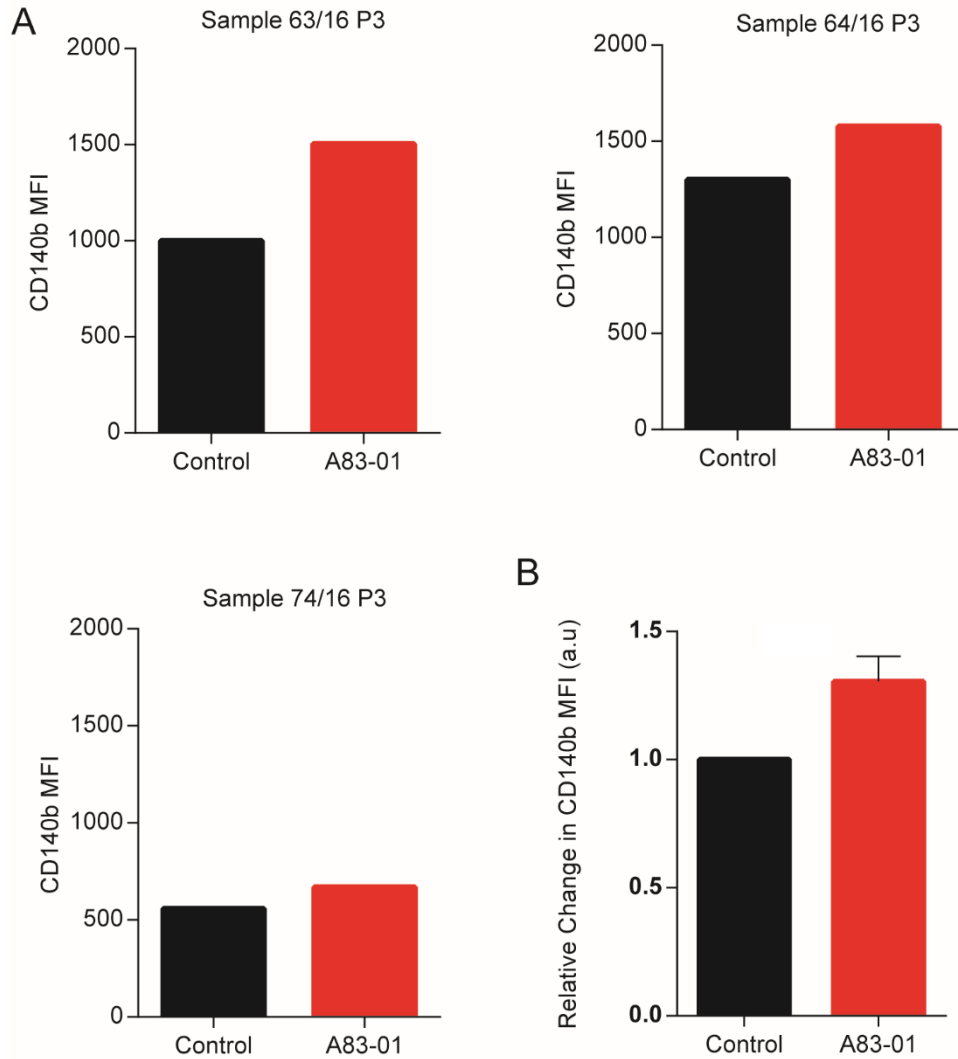 A
Sample 63/16 P3
2000
1500
1000
500
0
CD140b MFI
Control A83-01
Sample 64/16 P3
2000
1500
1000
500
0
CD140b MFI
Control A83-01
Sample 74/16 P3
2000
1500
1000
500
0
CD140b MFI
Control A83-01
B
1.5
1.0
0.5
0.0
Relative Change in CD140b MFI (a.u)
Control A83-01